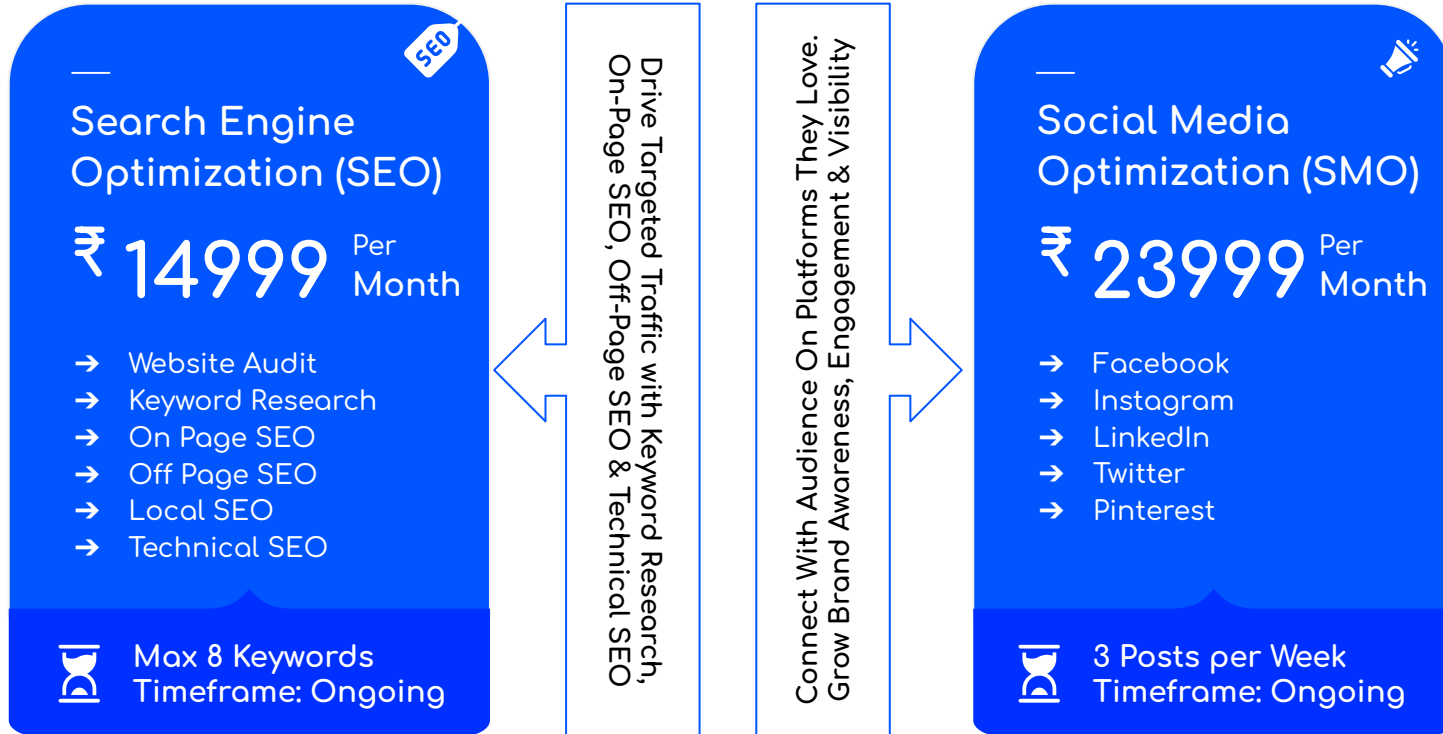 SEO
Search Engine
Optimization (SEO)
₹ 14999 Per
Month
➔ Website Audit
➔ Keyword Research
➔ On Page SEO
➔ Off Page SEO
➔ Local SEO
➔ Technical SEO
Max 8 Keywords
Timeframe: Ongoing
Drive Targeted Traffic with Keyword Research,
On-Page SEO, Off-Page SEO & Technical SEO
Connect With Audience On Platforms They Love.
Grow Brand Awareness, Engagement & Visibility
Social Media
Optimization (SMO)
₹ 23999 Per
Month
➔ Facebook
➔ Instagram
➔ LinkedIn
➔ Twitter
➔ Pinterest
3 Posts per Week
Timeframe: Ongoing